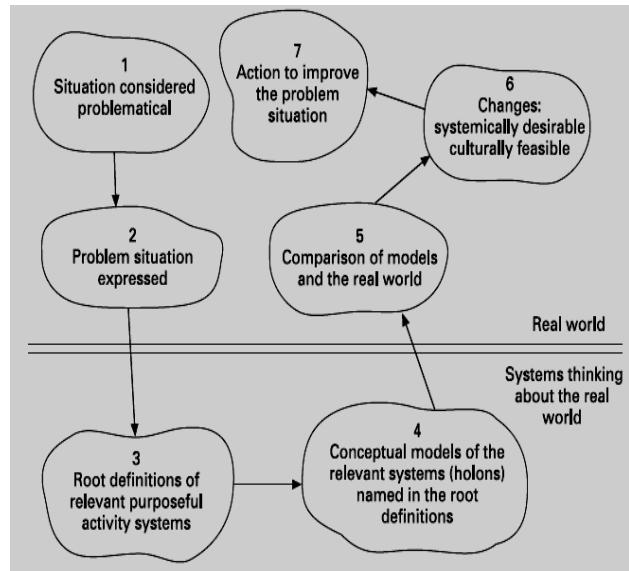 1
Situation considered
problematical
2
Problem situation
expressed
3
Root definitions of
relevant purposeful
activity systems
4
Conceptual models of the
relevant systems (holons)
named in the root
definitions
5
Comparison of models
and the real world
6
Changes:
systemically desirable
culturally feasible
7
Action to improve
the problem
situation
Real world
Systems thinking
about the real
world